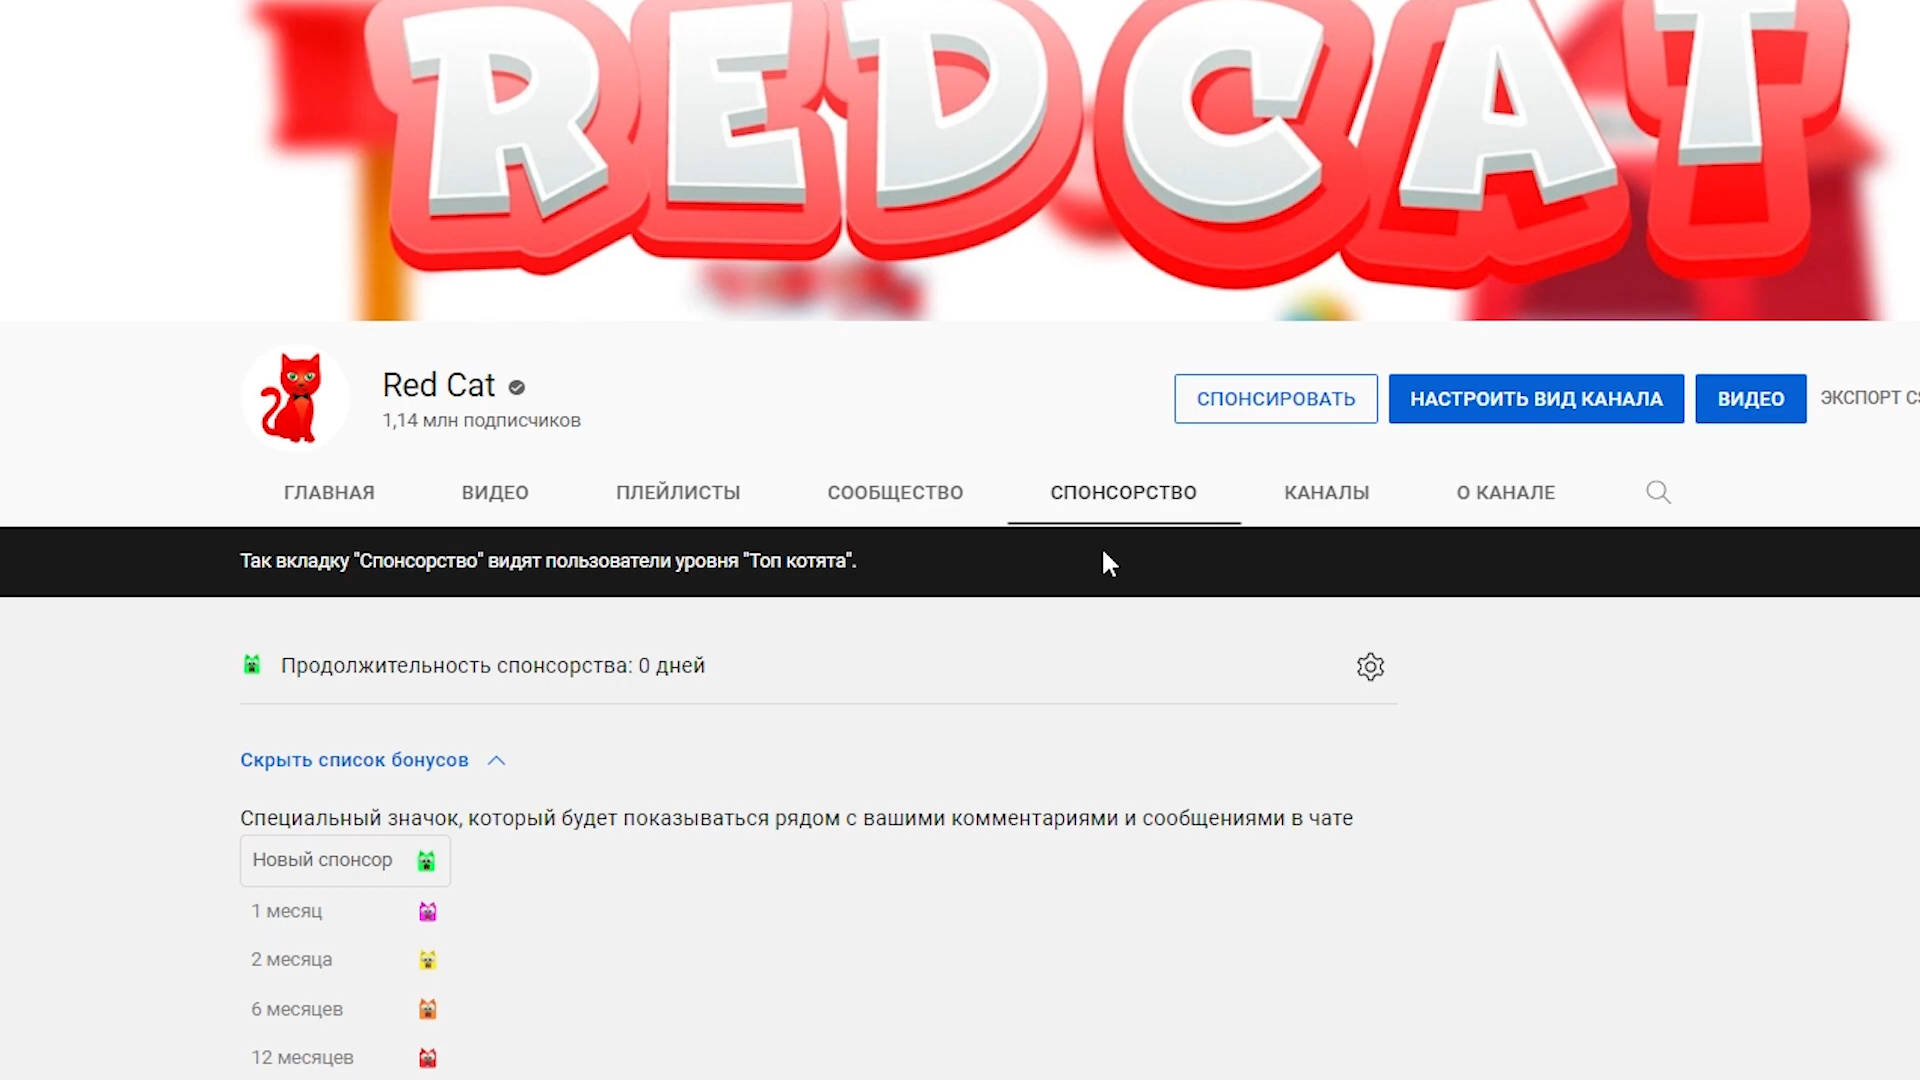 REDCAT
Red Cat
1,14 млн подписчиков
СПОНСИРОВАТЬ
НАСТРОИТЬ ВИД КАНАЛА
ВИДЕО
ЭКСПОРТ
ГЛАВНАЯ
ВИДЕО
ПЛЕЙЛИСТЫ
СООБЩЕСТВО
СПОНСОРСТВО
КАНАЛЫ
О КАНАЛЕ
Так вкладку "Спонсорство" видят пользователи уровня "Топ котята".
Продолжительность спонсорства: 0 дней
Скрыть список бонусов
Специальный значок, который будет показываться рядом с вашими комментариями и сообщениями в чате
Новый спонсор
1 месяц
2 месяца
6 месяцев
12 месяцев